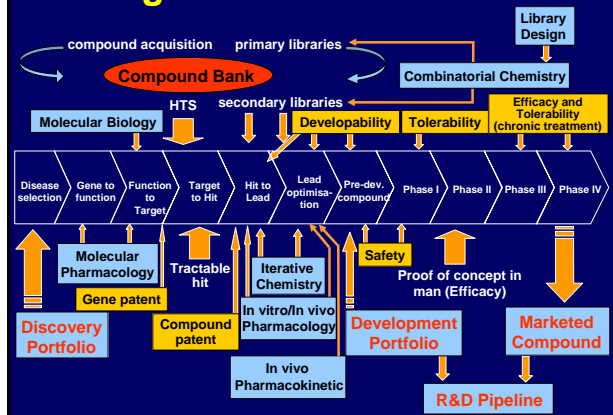 Library
Design
compound acquisition
primary libraries
Compound Bank
Combinatorial Chemistry
HTS
secondary libraries
Efficacy and
Tolerability
(chronic treatment)
Molecular Biology
Developability
Tolerability
Disease
selection
Gene to
function
Function
to
Target
Target
to Hit
Hit to
Lead
Lead
optimisa-
tion
Pre-dev.
compound
Phase I
Phase II
Phase III
Phase IV
Molecular
Pharmacology
Tractable
hit
Iterative
Chemistry
Safety
Proof of concept in
man (Efficacy)
Gene patent
Discovery
Portfolio
Compound
patent
In vitro/In vivo
Pharmacology
Development
Portfolio
Marketed
Compound
In vivo
Pharmacokinetic
R&D Pipeline